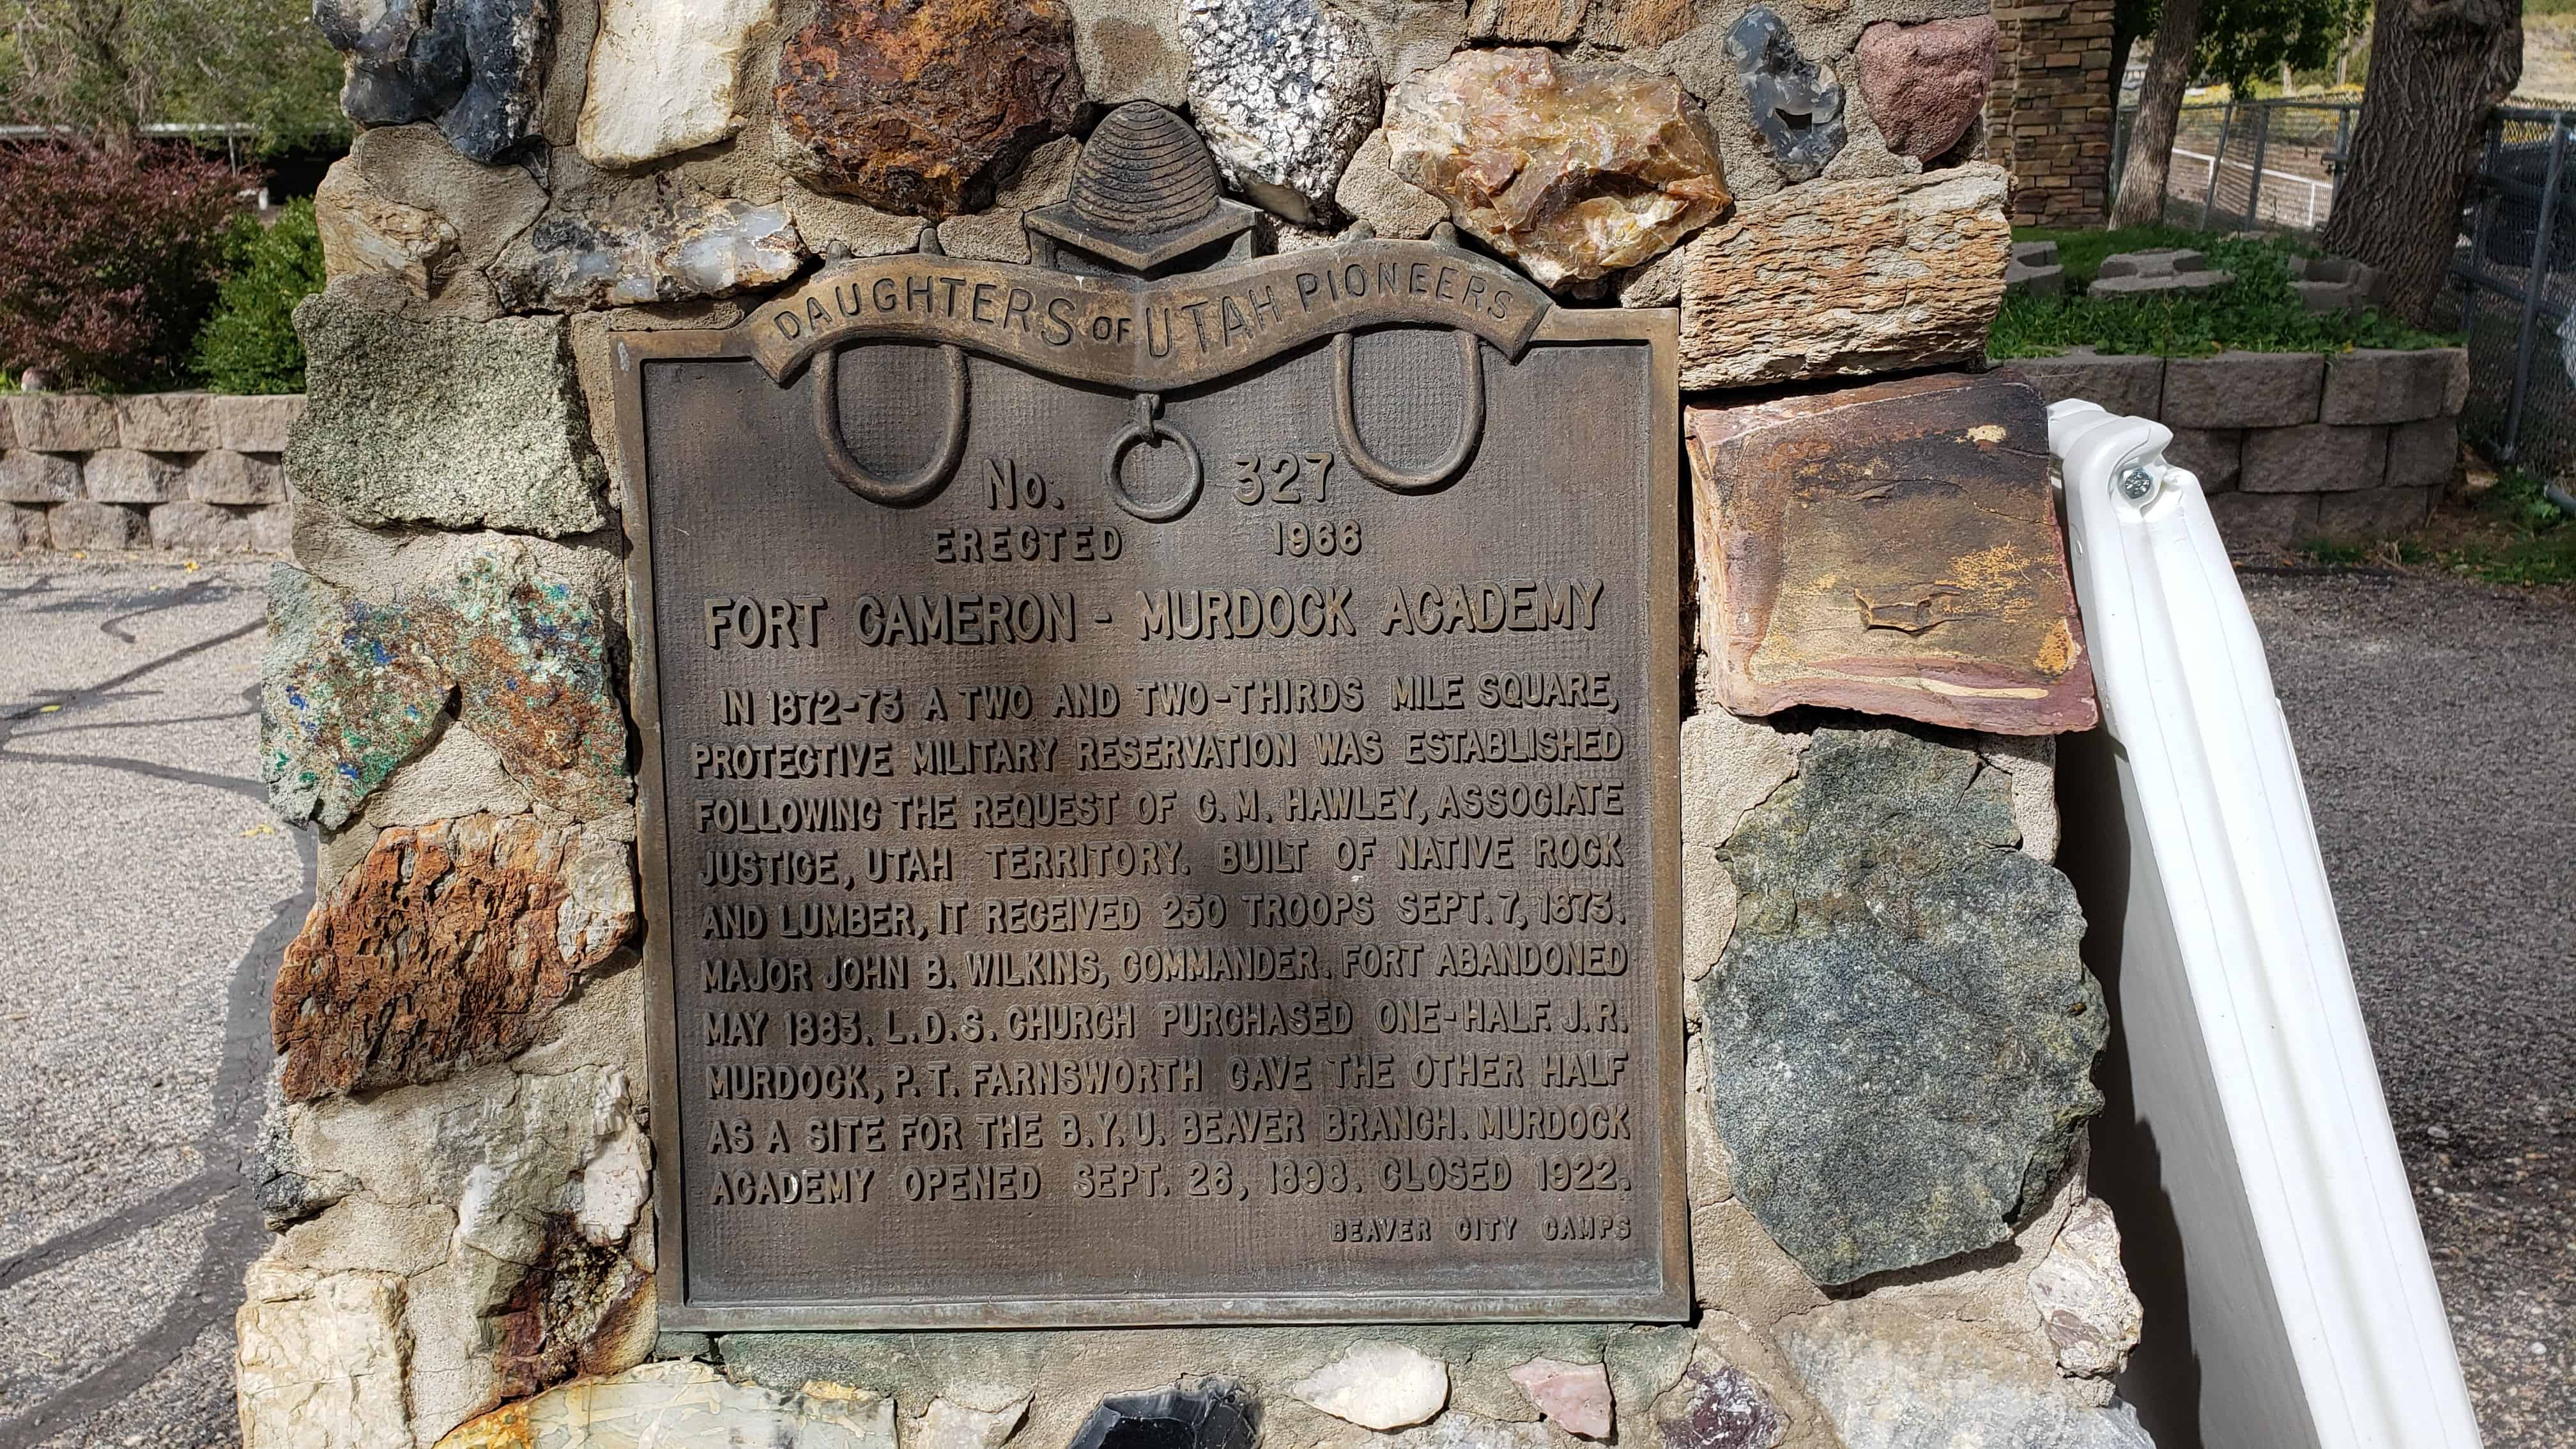 DAUGHTERS OF UTAH PIONEERS
No. 327
ERECTED 1966
FORT CAMERON - MURDOCK ACADEMY
IN 1872-73 A TWO AND TWO-THIRDS MILE SQUARE,
PROTECTIVE MILITARY RESERVATION WAS ESTABLISHED
FOLLOWING THE REQUEST OF C. M. HAWLEY, ASSOCIATE
JUSTICE, UTAH TERRITORY. BUILT OF NATIVE ROCK
AND LUMBER, IT RECEIVED 250 TROOPS SEPT. 7, 1873.
MAJOR JOHN B. WILKINS, COMMANDER. FORT ABANDONED
MAY 1883. L.D.S. CHURCH PURCHASED ONE-HALF. J.R.
MURDOCK, P.T. FARNSWORTH GAVE THE OTHER HALF
AS A SITE FOR THE B.Y.U. BEAVER BRANCH. MURDOCK
ACADEMY OPENED SEPT. 26, 1898. CLOSED 1922.
BEAVER CITY CAMPS